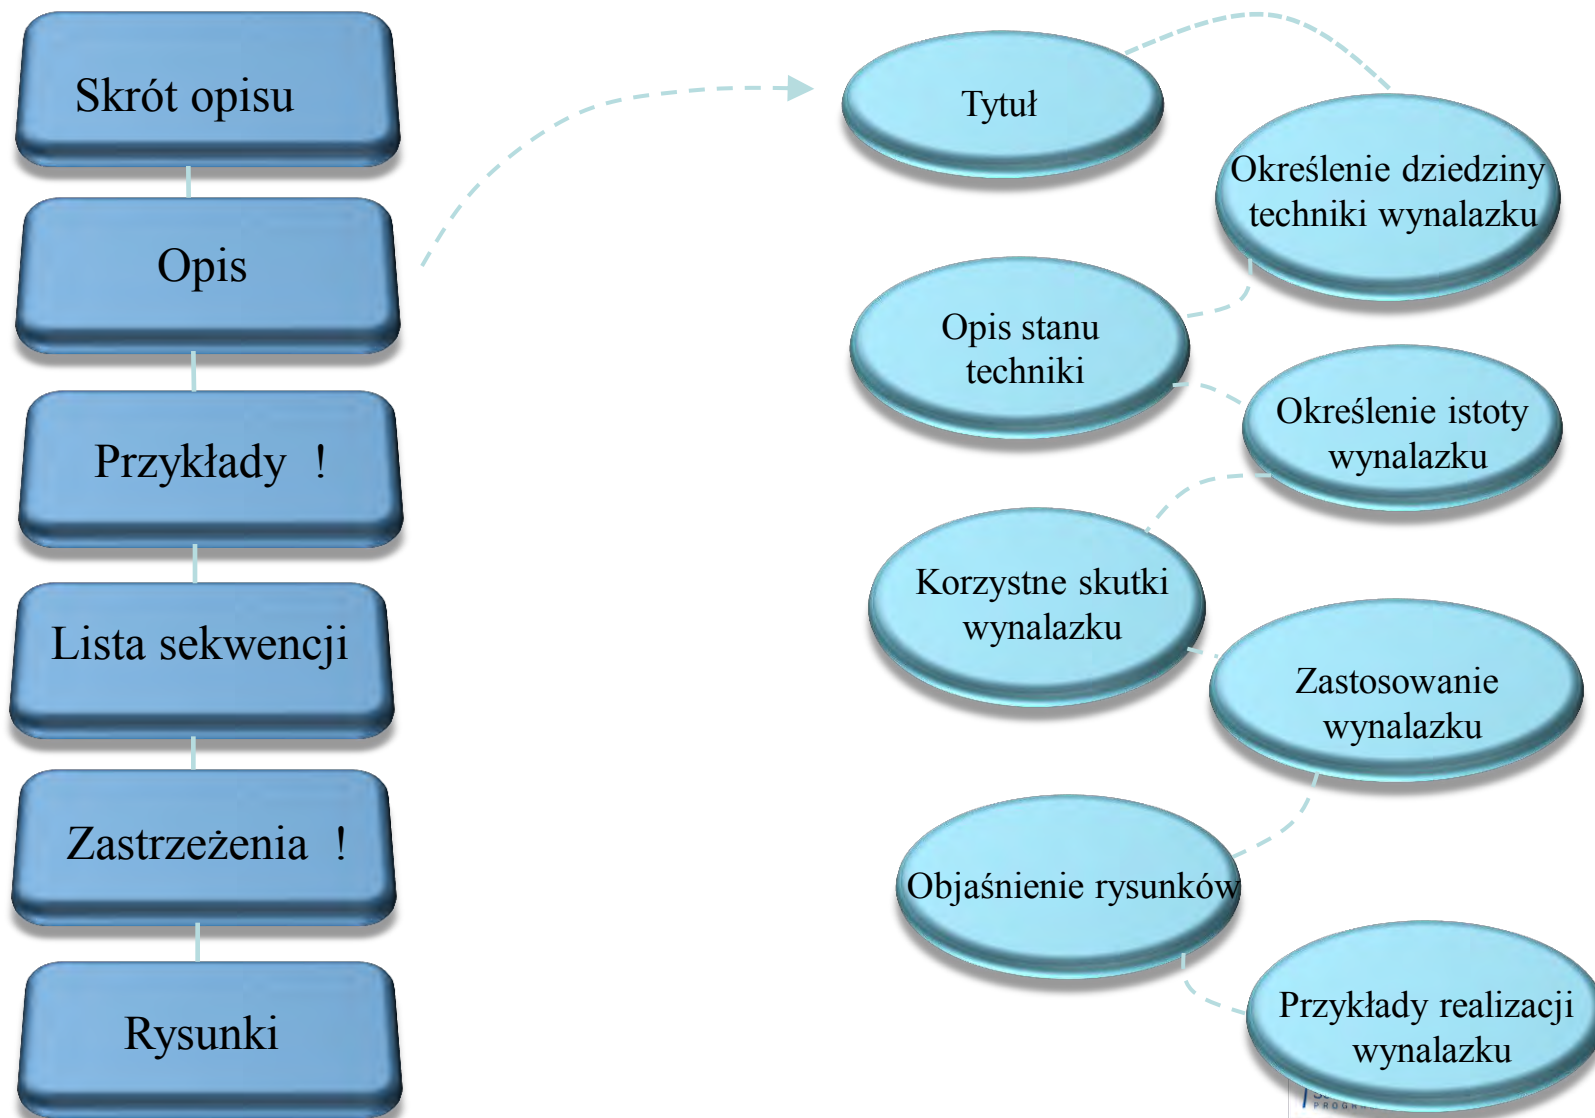 Skrót opisu
Opis
Przykłady !
Lista sekwencji
Zastrzeżenia !
Rysunki
Tytuł
Określenie dziedziny
techniki wynalazku
Opis stanu
techniki
Określenie istoty
wynalazku
Korzystne skutki
wynalazku
Zastosowanie
wynalazku
Objaśnienie rysunków
Przykłady realizacji
wynalazku